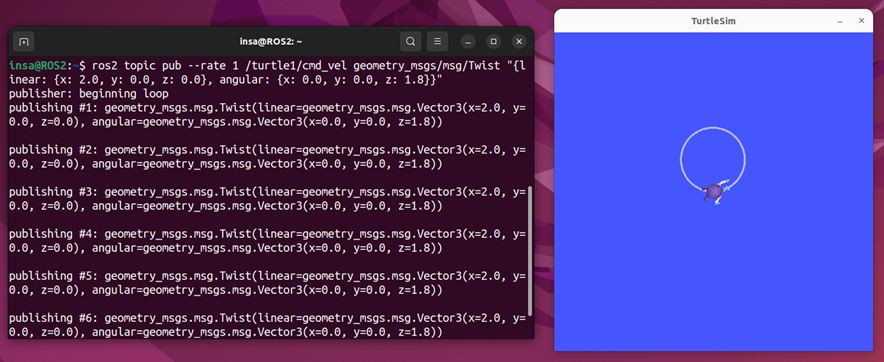 insa@ROS2: ~
insa@ROS2:~$ ros2 topic pub --rate 1 /turtle1/cmd_vel geometry_msgs/msg/Twist "{l
inear: {x: 2.0, y: 0.0, z: 0.0}, angular: {x: 0.0, y: 0.0, z: 1.8}}"
publisher: beginning loop
publishing #1: geometry_msgs.msg.Twist(linear=geometry_msgs.msg.Vector3(x=2.0, y=
0.0, z=0.0), angular=geometry_msgs.msg.Vector3(x=0.0, y=0.0, z=1.8))
publishing #2: geometry_msgs.msg.Twist(linear=geometry_msgs.msg.Vector3(x=2.0, y=
0.0, z=0.0), angular=geometry_msgs.msg.Vector3(x=0.0, y=0.0, z=1.8))
publishing #3: geometry_msgs.msg.Twist(linear=geometry_msgs.msg.Vector3(x=2.0, y=
0.0, z=0.0), angular=geometry_msgs.msg.Vector3(x=0.0, y=0.0, z=1.8))
publishing #4: geometry_msgs.msg.Twist(linear=geometry_msgs.msg.Vector3(x=2.0, y=
0.0, z=0.0), angular=geometry_msgs.msg.Vector3(x=0.0, y=0.0, z=1.8))
publishing #5: geometry_msgs.msg.Twist(linear=geometry_msgs.msg.Vector3(x=2.0, y=
0.0, z=0.0), angular=geometry_msgs.msg.Vector3(x=0.0, y=0.0, z=1.8))
publishing #6: geometry_msgs.msg.Twist(linear=geometry_msgs.msg.Vector3(x=2.0, y=
0.0, z=0.0), angular=geometry_msgs.msg.Vector3(x=0.0, y=0.0, z=1.8))
TurtleSim